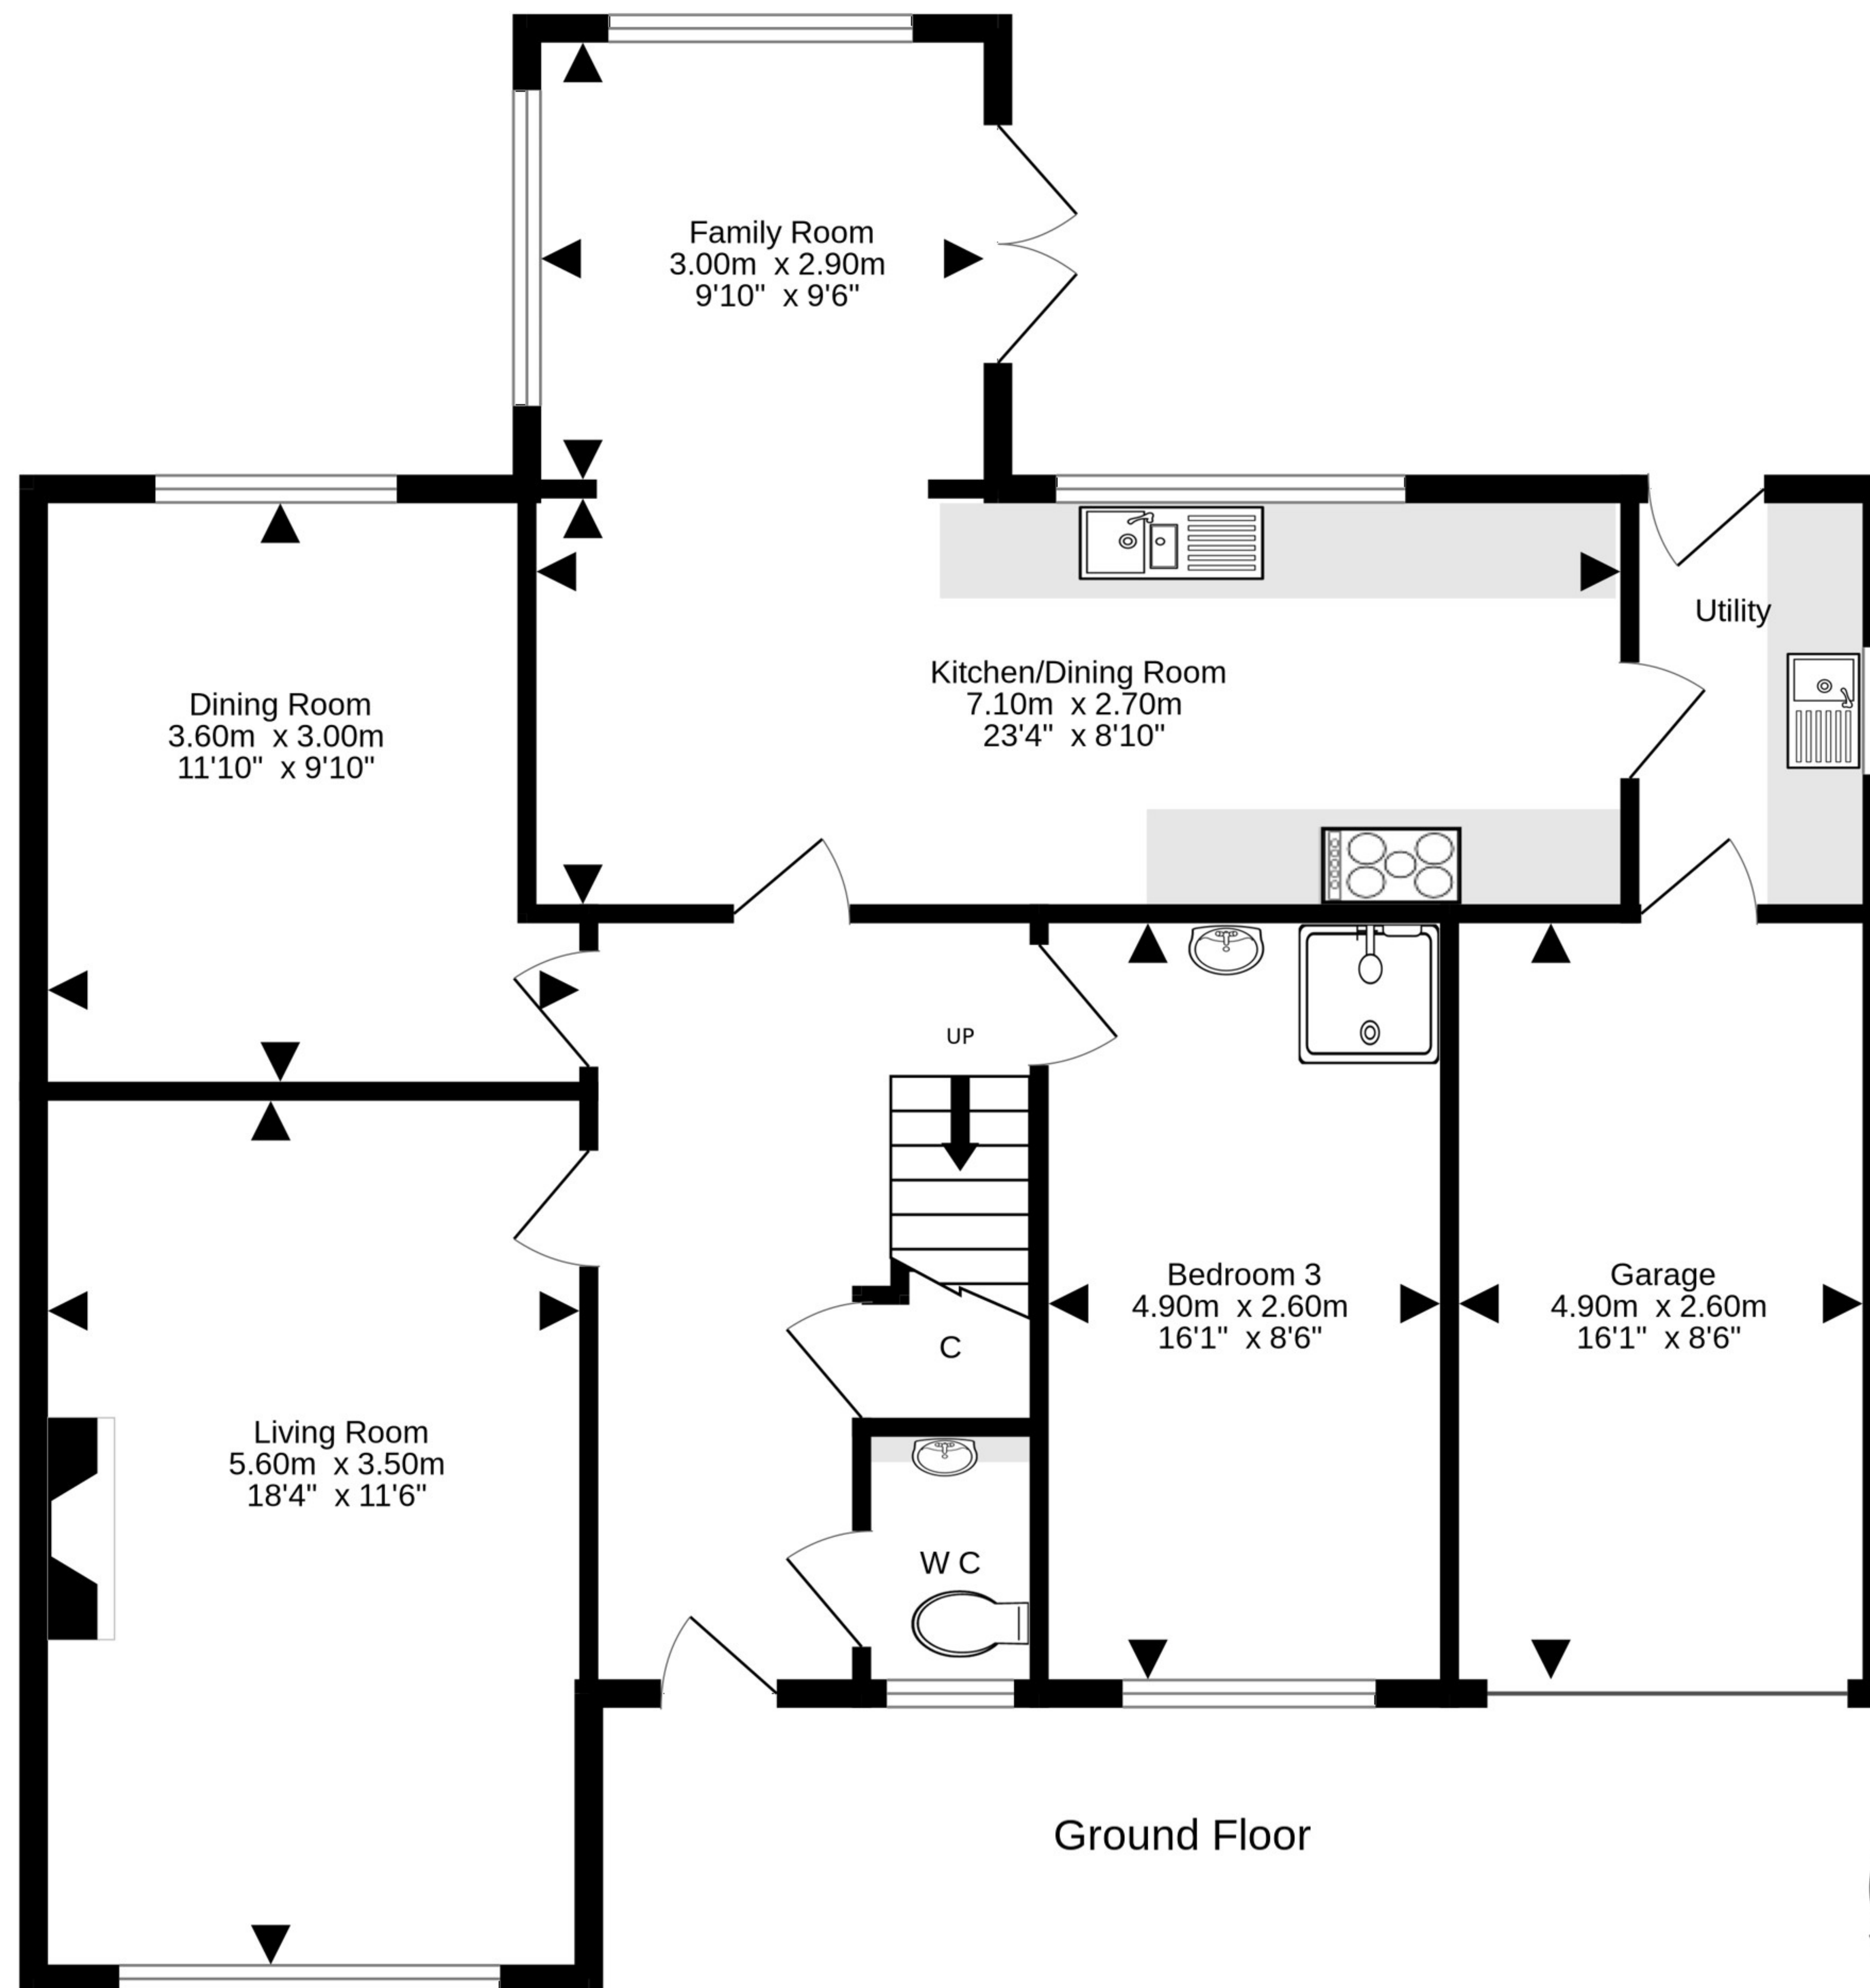 Family Room
3.00m  x 2.90m
9'10"  x 9'6"
Utility
Kitchen/Dining Room
7.10m  x 2.70m
23'4"  x 8'10"
Dining Room
3.60m  x 3.00m
11'10"  x 9'10"
UP
Bedroom 3
4.90m  x 2.60m
16'1"  x 8'6"
Garage
4.90m  x 2.60m
16'1"  x 8'6"
C
Living Room
5.60m  x 3.50m
18'4"  x 11'6"
W C
Ground Floor